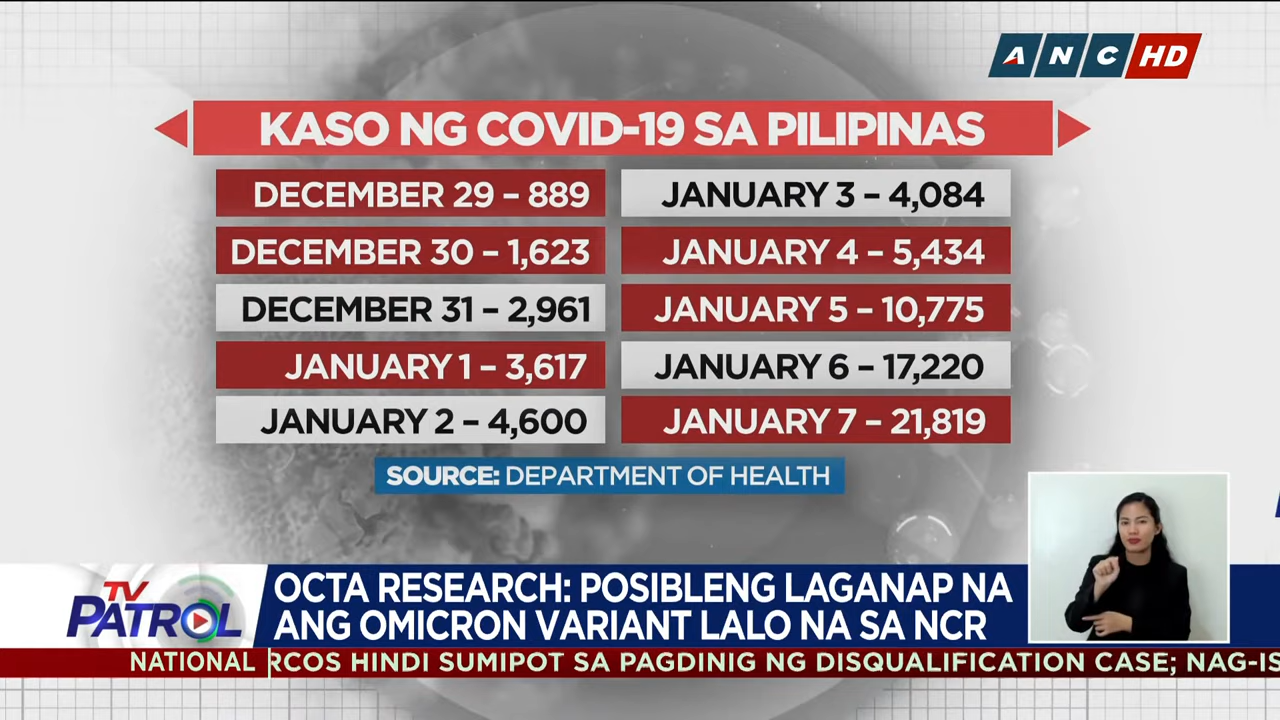 ANC HD
KASO NG COVID-19 SA PILIPINAS
DECEMBER 29 – 889
DECEMBER 30 – 1,623
DECEMBER 31 – 2,961
JANUARY 1 – 3,617
JANUARY 2 – 4,600
JANUARY 3 – 4,084
JANUARY 4 – 5,434
JANUARY 5 – 10,775
JANUARY 6 – 17,220
JANUARY 7 – 21,819
SOURCE: DEPARTMENT OF HEALTH
TV
PATROL
OCTA RESEARCH: POSIBLENG LAGANAP NA
ANG OMICRON VARIANT LALO NA SA NCR
NATIONAL RCOS HINDI SUMIPOT SA PAGDINIG NG DISQUALIFICATION CASE; NAG-IS